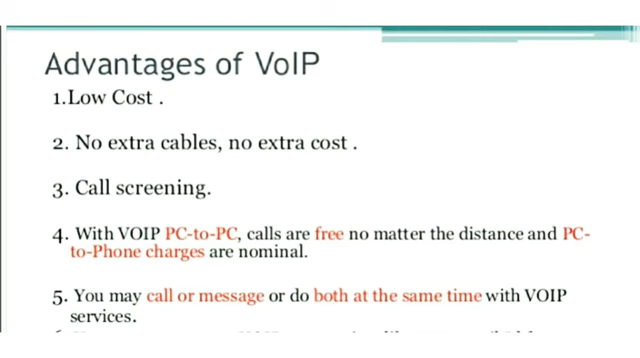 Advantages of VoIP
1.Low Cost .
2. No extra cables, no extra cost .
3. Call screening.
4. With VOIP PC-to-PC, calls are free no matter the distance and PC-
to-Phone charges are nominal.
5. You may call or message or do both at the same time with VOIP
services.